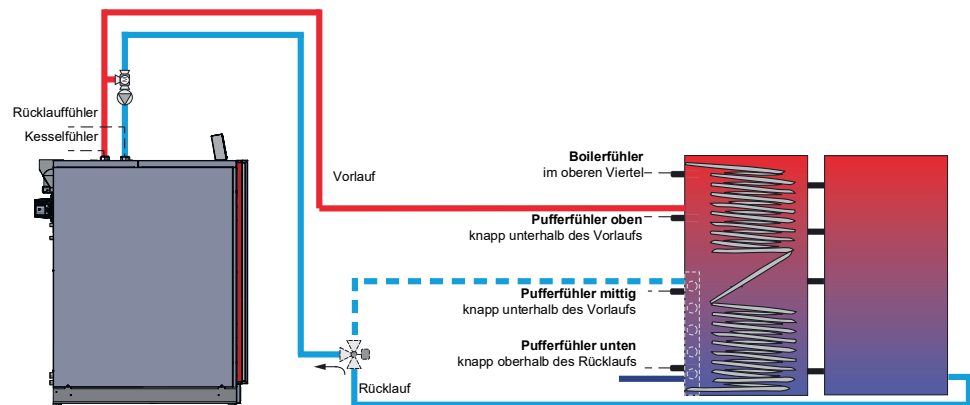 Rücklauffühler
Kesselfühler
Vorlauf
Boilerfühler
im oberen Viertel
Pufferfühler oben
knapp unterhalb des Vorlaufs
Pufferfühler mittig
knapp unterhalb des Vorlaufs
Pufferfühler unten
knapp oberhalb des Rücklaufs
Rücklauf